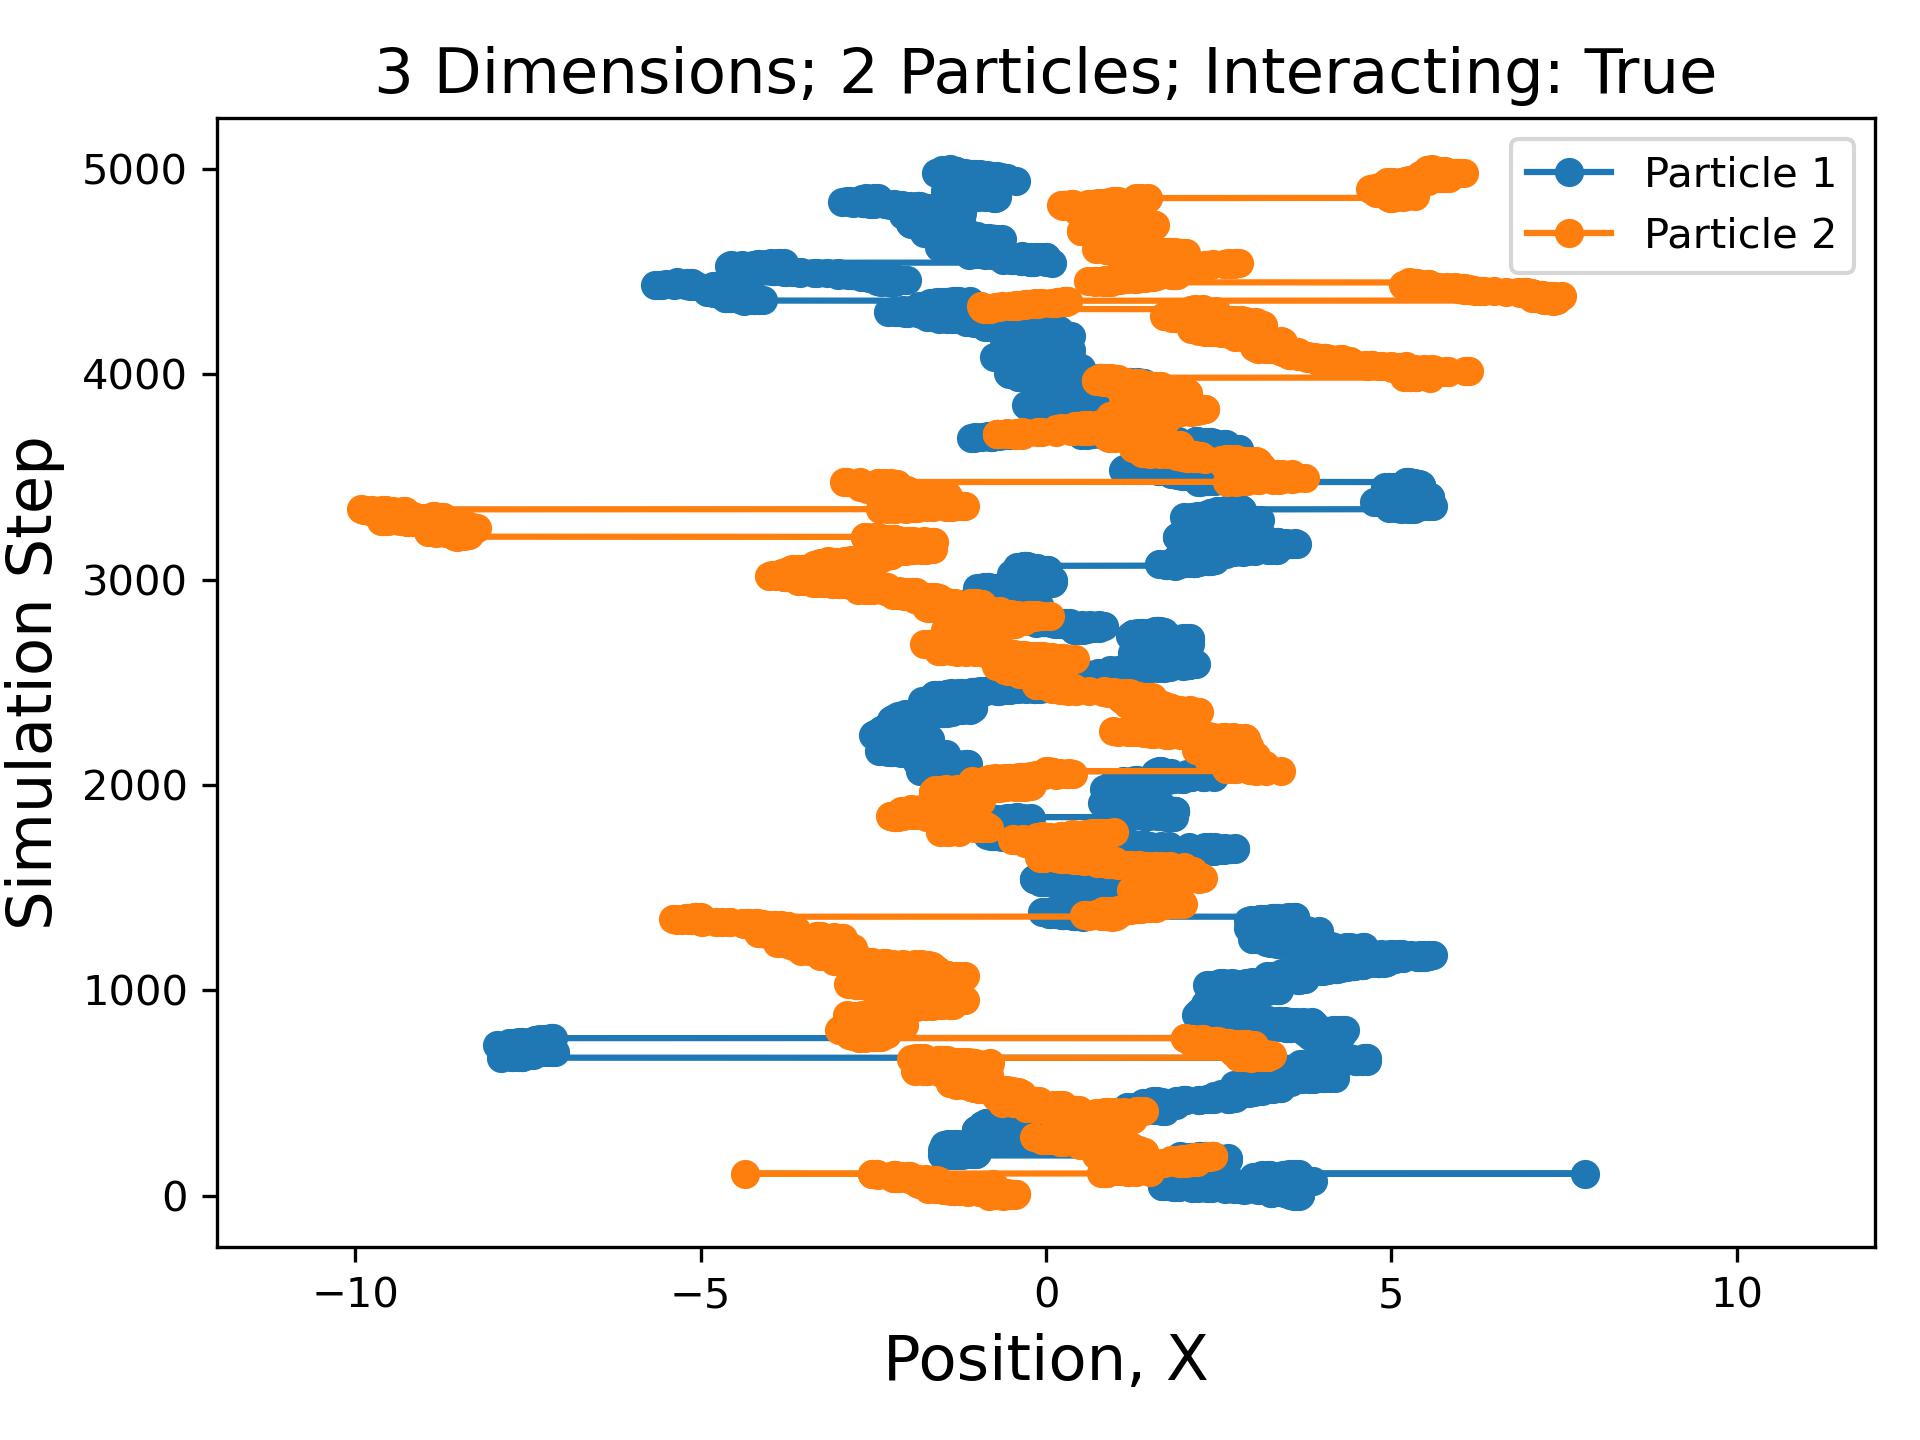 3 Dimensions; 2 Particles; Interacting: True
Particle 1
Particle 2
Simulation Step
5000
4000
3000
2000
1000
0
−10
−5
0
5
10
Position, X